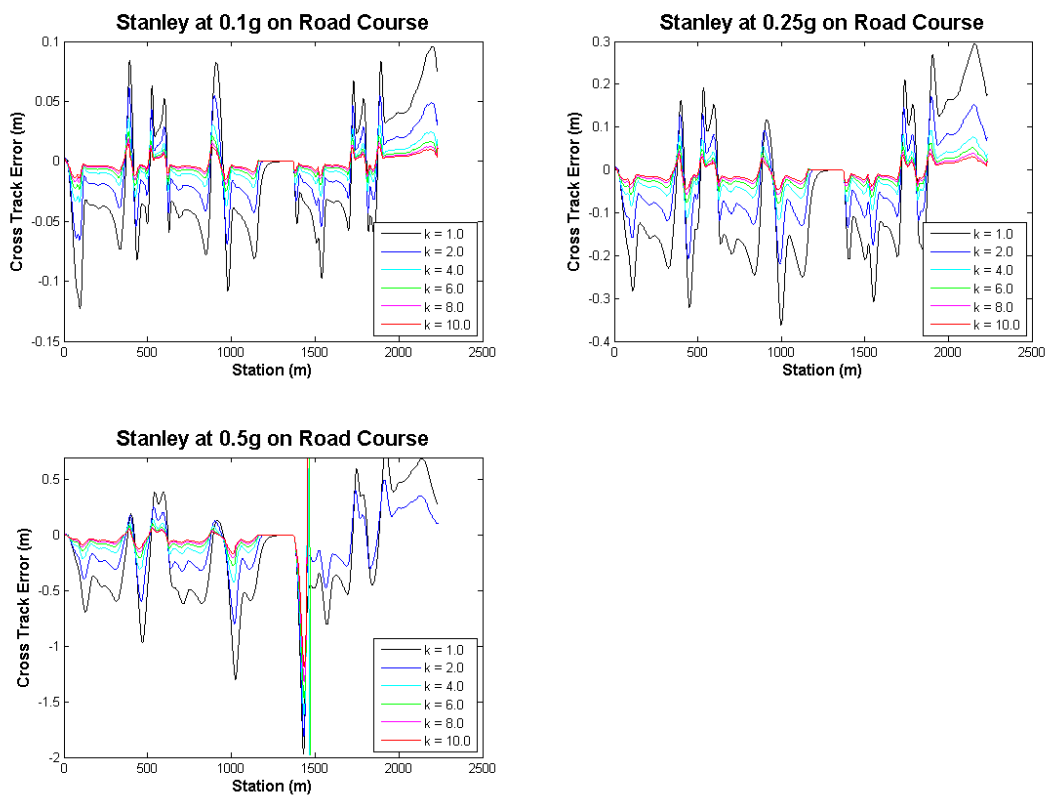 Stanley at 0.1g on Road Course
0.1
0.05
0
-0.05
-0.1
-0.15
Cross Track Error (m)
0 500 1000 1500 2000 2500
Station (m)
k = 1.0
k = 2.0
k = 4.0
k = 6.0
k = 8.0
k = 10.0
Stanley at 0.25g on Road Course
0.3
0.2
0.1
0
-0.1
-0.2
-0.3
-0.4
Cross Track Error (m)
0 500 1000 1500 2000 2500
Station (m)
k = 1.0
k = 2.0
k = 4.0
k = 6.0
k = 8.0
k = 10.0
Stanley at 0.5g on Road Course
0.5
0
-0.5
-1
-1.5
-2
Cross Track Error (m)
0 500 1000 1500 2000 2500
Station (m)
k = 1.0
k = 2.0
k = 4.0
k = 6.0
k = 8.0
k = 10.0